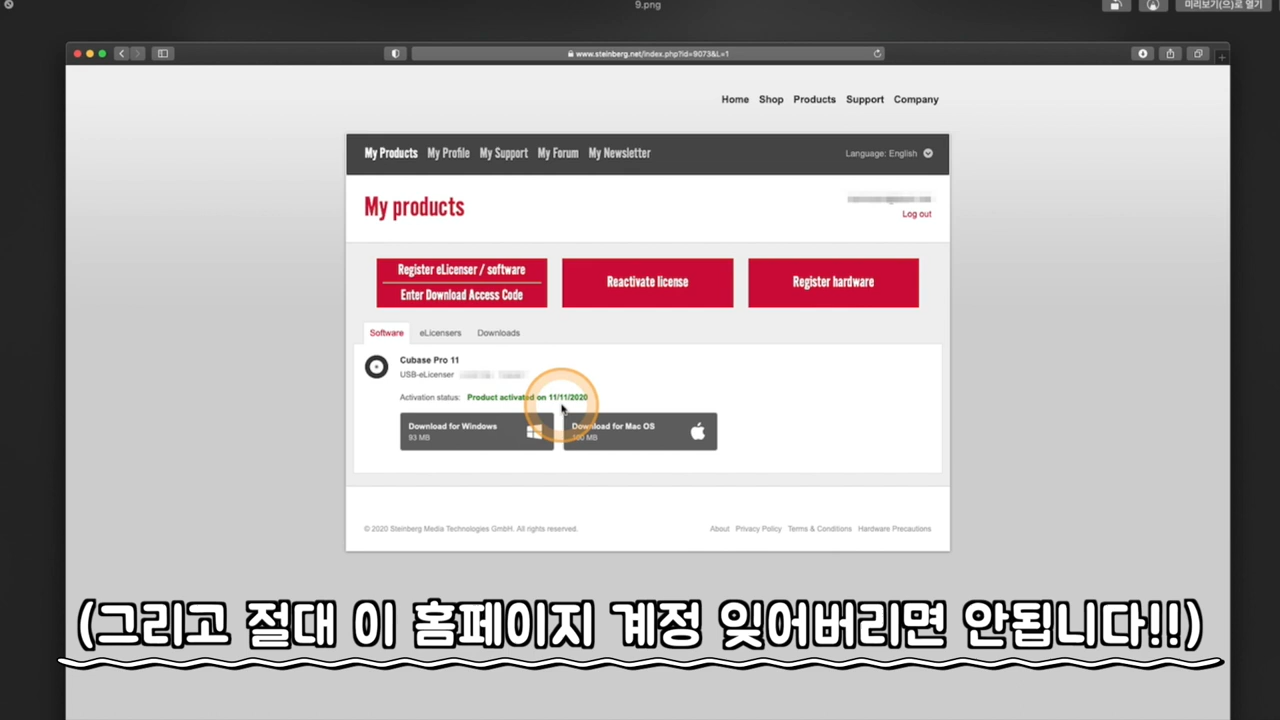 9.png
미리보기(으)로 열기
www.steinberg.net/index.php?id=9073&L=1
Home Shop Products Support Company
My Products My Profile My Support My Forum My Newsletter
Language: English
My products
Log out
Register eLicenser / software
Enter Download Access Code
Reactivate license
Register hardware
Software eLicensers Downloads
Cubase Pro 11
USB-eLicenser
Activation status: Product activated on 11/11/2020
Download for Windows
93 MB
Download for Mac OS
MB
© 2020 Steinberg Media Technologies GmbH. All rights reserved.
About Privacy Policy Terms & Conditions Hardware Precautions
(그리고 절대 이 홈페이지 계정 잊어버리면 안됩니다!!)